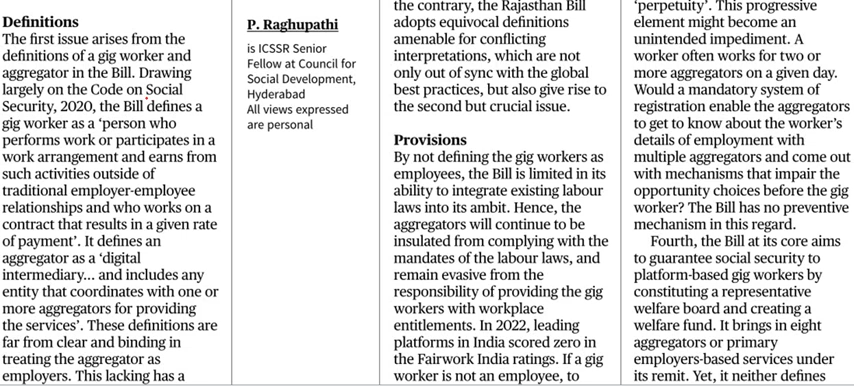 Definitions
The first issue arises from the
definitions of a gig worker and
aggregator in the Bill. Drawing
largely on the Code on Social
Security, 2020, the Bill defines a
gig worker as a ‘person who
performs work or participates in a
work arrangement and earns from
such activities outside of
traditional employer-employee
relationships and who works on a
contract that results in a given rate
of payment’. It defines an
aggregator as a ‘digital
intermediary... and includes any
entity that coordinates with one or
more aggregators for providing
the services’. These definitions are
far from clear and binding in
treating the aggregator as
employers. This lacking has a
P. Raghupathi
is ICSSR Senior
Fellow at Council for
Social Development,
Hyderabad
All views expressed
are personal
the contrary, the Rajasthan Bill
adopts equivocal definitions
amenable for conflicting
interpretations, which are not
only out of sync with the global
best practices, but also give rise to
the second but crucial issue.
Provisions
By not defining the gig workers as
employees, the Bill is limited in its
ability to integrate existing labour
laws into its ambit. Hence, the
aggregators will continue to be
insulated from complying with the
mandates of the labour laws, and
remain evasive from the
responsibility of providing the gig
workers with workplace
entitlements. In 2022, leading
platforms in India scored zero in
the Fairwork India ratings. If a gig
worker is not an employee, to
‘perpetuity’. This progressive
element might become an
unintended impediment. A
worker often works for two or
more aggregators on a given day.
Would a mandatory system of
registration enable the aggregators
to get to know about the worker’s
details of employment with
multiple aggregators and come out
with mechanisms that impair the
opportunity choices before the gig
worker? The Bill has no preventive
mechanism in this regard.
Fourth, the Bill at its core aims
to guarantee social security to
platform-based gig workers by
constituting a representative
welfare board and creating a
welfare fund. It brings in eight
aggregators or primary
employers-based services under
its remit. Yet, it neither defines